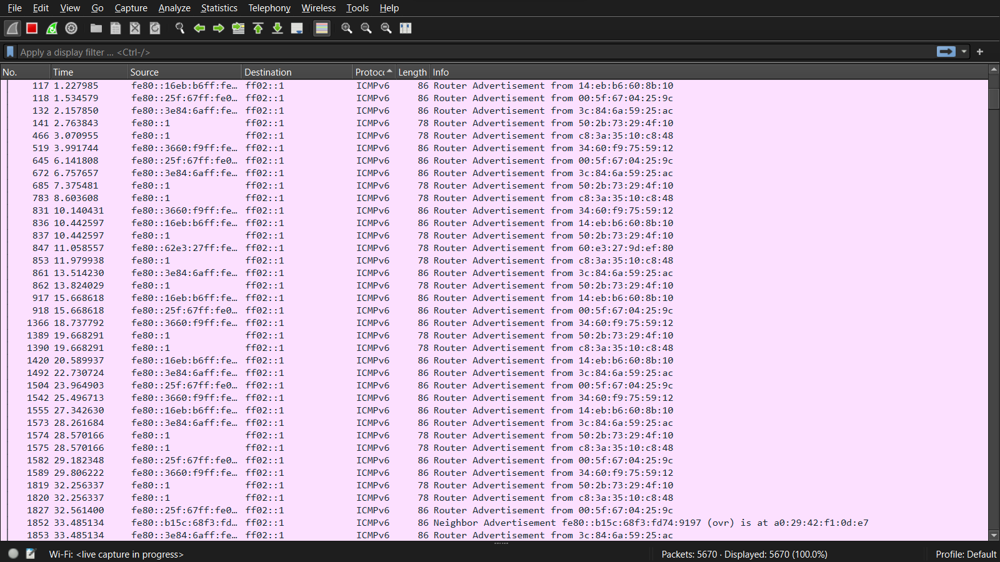 File Edit View Go Capture Analyze Statistics Telephony Wireless Tools Help
Apply a display filter ... <Ctrl-/>
No. Time Source Destination Protoc Length Info
117 1.227985 fe80::16eb:b6ff:fe… ff02::1 ICMPv6 86 Router Advertisement from 14:eb:b6:60:8b:10
118 1.534579 fe80::25f:67ff:fe0… ff02::1 ICMPv6 86 Router Advertisement from 00:5f:67:04:25:9c
132 2.157850 fe80::3e84:6aff:fe… ff02::1 ICMPv6 86 Router Advertisement from 3c:84:6a:59:25:ac
141 2.763843 fe80::1 ff02::1 ICMPv6 78 Router Advertisement from 50:2b:73:29:4f:10
466 3.070955 fe80::1 ff02::1 ICMPv6 78 Router Advertisement from c8:3a:35:10:c8:48
519 3.991744 fe80::3660:f9ff:fe… ff02::1 ICMPv6 86 Router Advertisement from 34:60:f9:75:59:12
645 6.141808 fe80::25f:67ff:fe0… ff02::1 ICMPv6 86 Router Advertisement from 00:5f:67:04:25:9c
672 6.757657 fe80::3e84:6aff:fe… ff02::1 ICMPv6 86 Router Advertisement from 3c:84:6a:59:25:ac
685 7.375481 fe80::1 ff02::1 ICMPv6 78 Router Advertisement from 50:2b:73:29:4f:10
783 8.603608 fe80::1 ff02::1 ICMPv6 78 Router Advertisement from c8:3a:35:10:c8:48
831 10.140431 fe80::3660:f9ff:fe… ff02::1 ICMPv6 86 Router Advertisement from 34:60:f9:75:59:12
836 10.442597 fe80::16eb:b6ff:fe… ff02::1 ICMPv6 86 Router Advertisement from 14:eb:b6:60:8b:10
837 10.442597 fe80::1 ff02::1 ICMPv6 78 Router Advertisement from 50:2b:73:29:4f:10
847 11.058557 fe80::62e3:27ff:fe… ff02::1 ICMPv6 78 Router Advertisement from 60:e3:27:9d:ef:80
853 11.979938 fe80::1 ff02::1 ICMPv6 78 Router Advertisement from c8:3a:35:10:c8:48
861 13.514230 fe80::3e84:6aff:fe… ff02::1 ICMPv6 86 Router Advertisement from 3c:84:6a:59:25:ac
862 13.824029 fe80::1 ff02::1 ICMPv6 78 Router Advertisement from 50:2b:73:29:4f:10
917 15.668618 fe80::16eb:b6ff:fe… ff02::1 ICMPv6 86 Router Advertisement from 14:eb:b6:60:8b:10
918 15.668618 fe80::25f:67ff:fe0… ff02::1 ICMPv6 86 Router Advertisement from 00:5f:67:04:25:9c
1366 18.737792 fe80::3660:f9ff:fe… ff02::1 ICMPv6 86 Router Advertisement from 34:60:f9:75:59:12
1389 19.668291 fe80::1 ff02::1 ICMPv6 78 Router Advertisement from 50:2b:73:29:4f:10
1390 19.668291 fe80::1 ff02::1 ICMPv6 78 Router Advertisement from c8:3a:35:10:c8:48
1420 20.589937 fe80::16eb:b6ff:fe… ff02::1 ICMPv6 86 Router Advertisement from 14:eb:b6:60:8b:10
1492 22.730724 fe80::3e84:6aff:fe… ff02::1 ICMPv6 86 Router Advertisement from 3c:84:6a:59:25:ac
1504 23.964903 fe80::25f:67ff:fe0… ff02::1 ICMPv6 86 Router Advertisement from 00:5f:67:04:25:9c
1542 25.496713 fe80::3660:f9ff:fe… ff02::1 ICMPv6 86 Router Advertisement from 34:60:f9:75:59:12
1555 27.342630 fe80::16eb:b6ff:fe… ff02::1 ICMPv6 86 Router Advertisement from 14:eb:b6:60:8b:10
1573 28.261684 fe80::3e84:6aff:fe… ff02::1 ICMPv6 86 Router Advertisement from 3c:84:6a:59:25:ac
1574 28.570166 fe80::1 ff02::1 ICMPv6 78 Router Advertisement from 50:2b:73:29:4f:10
1575 28.570166 fe80::1 ff02::1 ICMPv6 78 Router Advertisement from c8:3a:35:10:c8:48
1582 29.182348 fe80::25f:67ff:fe0… ff02::1 ICMPv6 86 Router Advertisement from 00:5f:67:04:25:9c
1589 29.806222 fe80::3660:f9ff:fe… ff02::1 ICMPv6 86 Router Advertisement from 34:60:f9:75:59:12
1819 32.256337 fe80::1 ff02::1 ICMPv6 78 Router Advertisement from 50:2b:73:29:4f:10
1820 32.256337 fe80::1 ff02::1 ICMPv6 78 Router Advertisement from c8:3a:35:10:c8:48
1827 32.561400 fe80::25f:67ff:fe0… ff02::1 ICMPv6 86 Router Advertisement from 00:5f:67:04:25:9c
1852 33.485134 fe80::b15c:68f3:fd… ff02::1 ICMPv6 86 Neighbor Advertisement fe80::b15c:68f3:fd74:9197 (ovr) is at a0:29:42:f1:0d:e7
1853 33.485134 fe80::3e84:6aff:fe… ff02::1 ICMPv6 86 Router Advertisement from 3c:84:6a:59:25:ac
Wi-Fi: <live capture in progress> Packets: 5670 · Displayed: 5670 (100.0%) Profile: Default